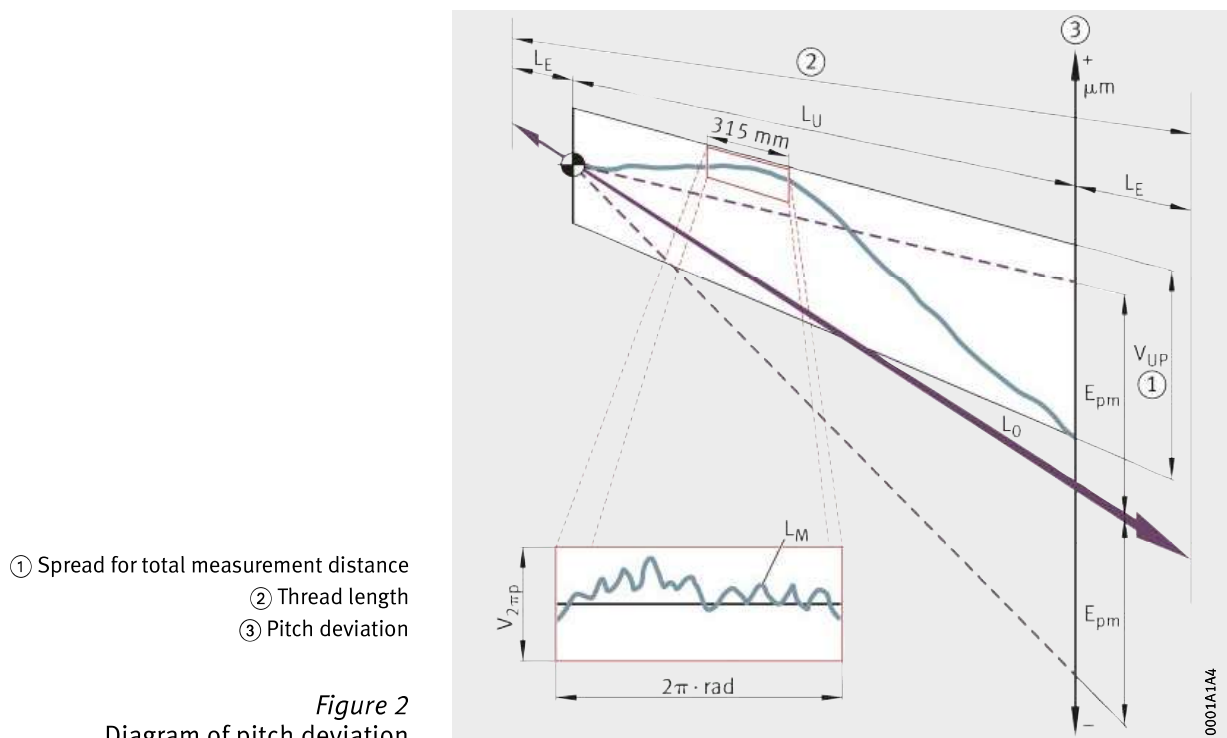 ③
+
μm
②
L_E
L_U
315 mm
L_E
V_UP
①
E_pm
L_0
L_M
V_2πp
E_pm
2π · rad
−
0001A1A4
① Spread for total measurement distance
② Thread length
③ Pitch deviation
Figure 2
Diagram of pitch deviation